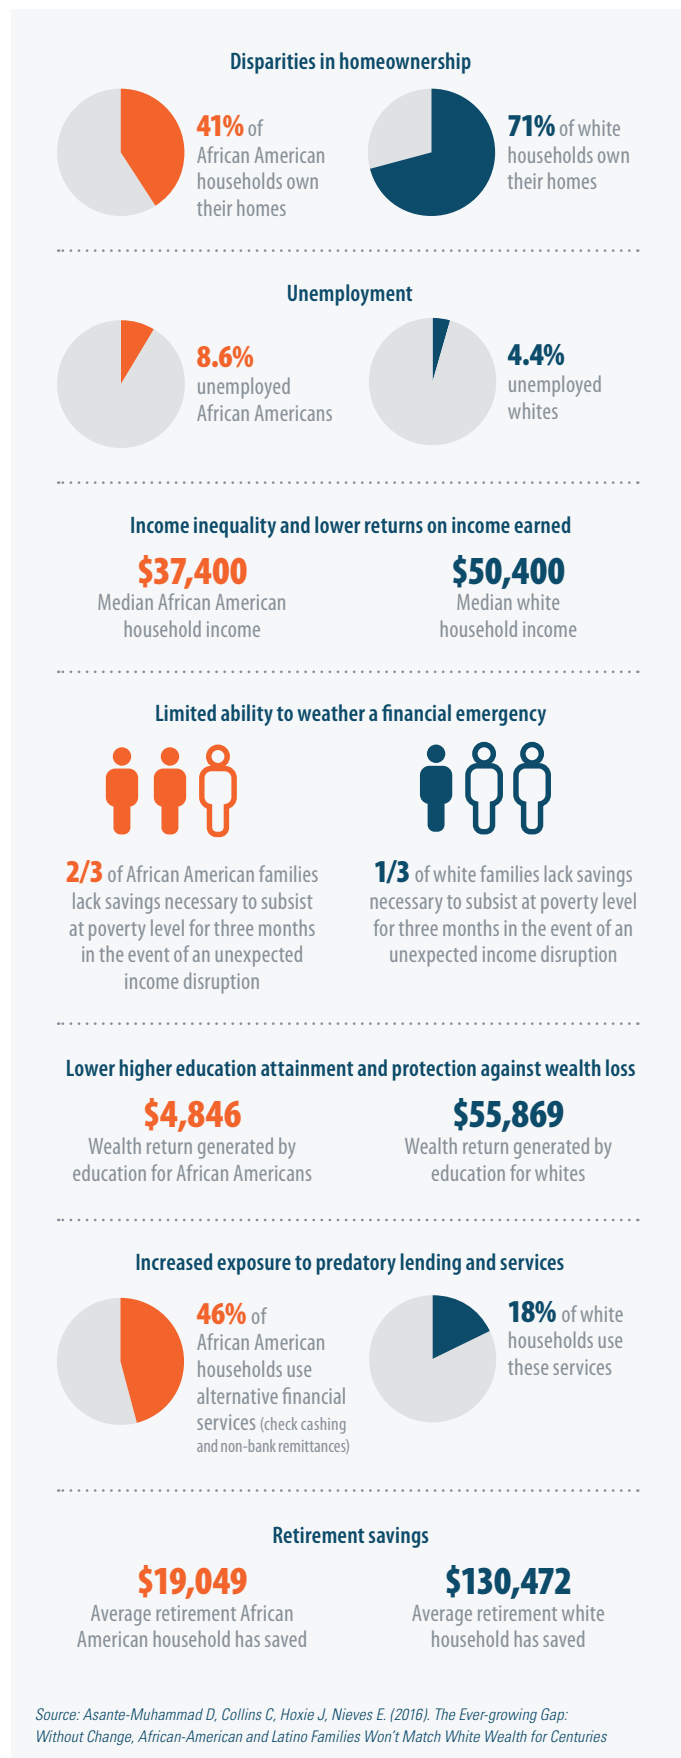 Disparities in homeownership
41% of
African American
households own
their homes
71% of white
households own
their homes
Unemployment
8.6%
unemployed
African Americans
4.4%
unemployed
whites
Income inequality and lower returns on income earned
$37,400
Median African American
household income
$50,400
Median white
household income
Limited ability to weather a financial emergency
2/3 of African American families
lack savings necessary to subsist
at poverty level for three months
in the event of an unexpected
income disruption
1/3 of white families lack savings
necessary to subsist at poverty level
for three months in the event of an
unexpected income disruption
Lower higher education attainment and protection against wealth loss
$4,846
Wealth return generated by
education for African Americans
$55,869
Wealth return generated by
education for whites
Increased exposure to predatory lending and services
46% of
African American
households use
alternative financial
services (check cashing
and non-bank remittances)
18% of white
households use
these services
Retirement savings
$19,049
Average retirement African
American household has saved
$130,472
Average retirement white
household has saved
Source: Asante-Muhammad D, Collins C, Hoxie J, Nieves E. (2016). The Ever-growing Gap:
Without Change, African-American and Latino Families Won't Match White Wealth for Centuries